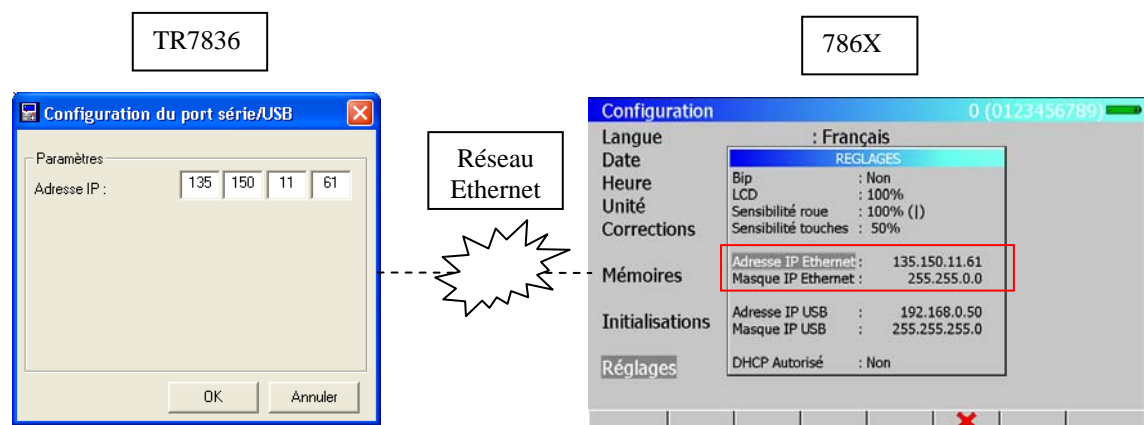 TR7836
786X
Configuration du port série/USB
Paramètres
Adresse IP :
135 150 11 61
OK
Annuler
Réseau
Ethernet
Configuration 0 (0123456789)
Langue : Français
Date
Heure
Unité
Corrections
Mémoires
Initialisations
Réglages
REGLAGES
Bip : Non
LCD : 100%
Sensibilité roue : 100% (|)
Sensibilité touches : 50%
Adresse IP Ethernet : 135.150.11.61
Masque IP Ethernet : 255.255.0.0
Adresse IP USB : 192.168.0.50
Masque IP USB : 255.255.255.0
DHCP Autorisé : Non